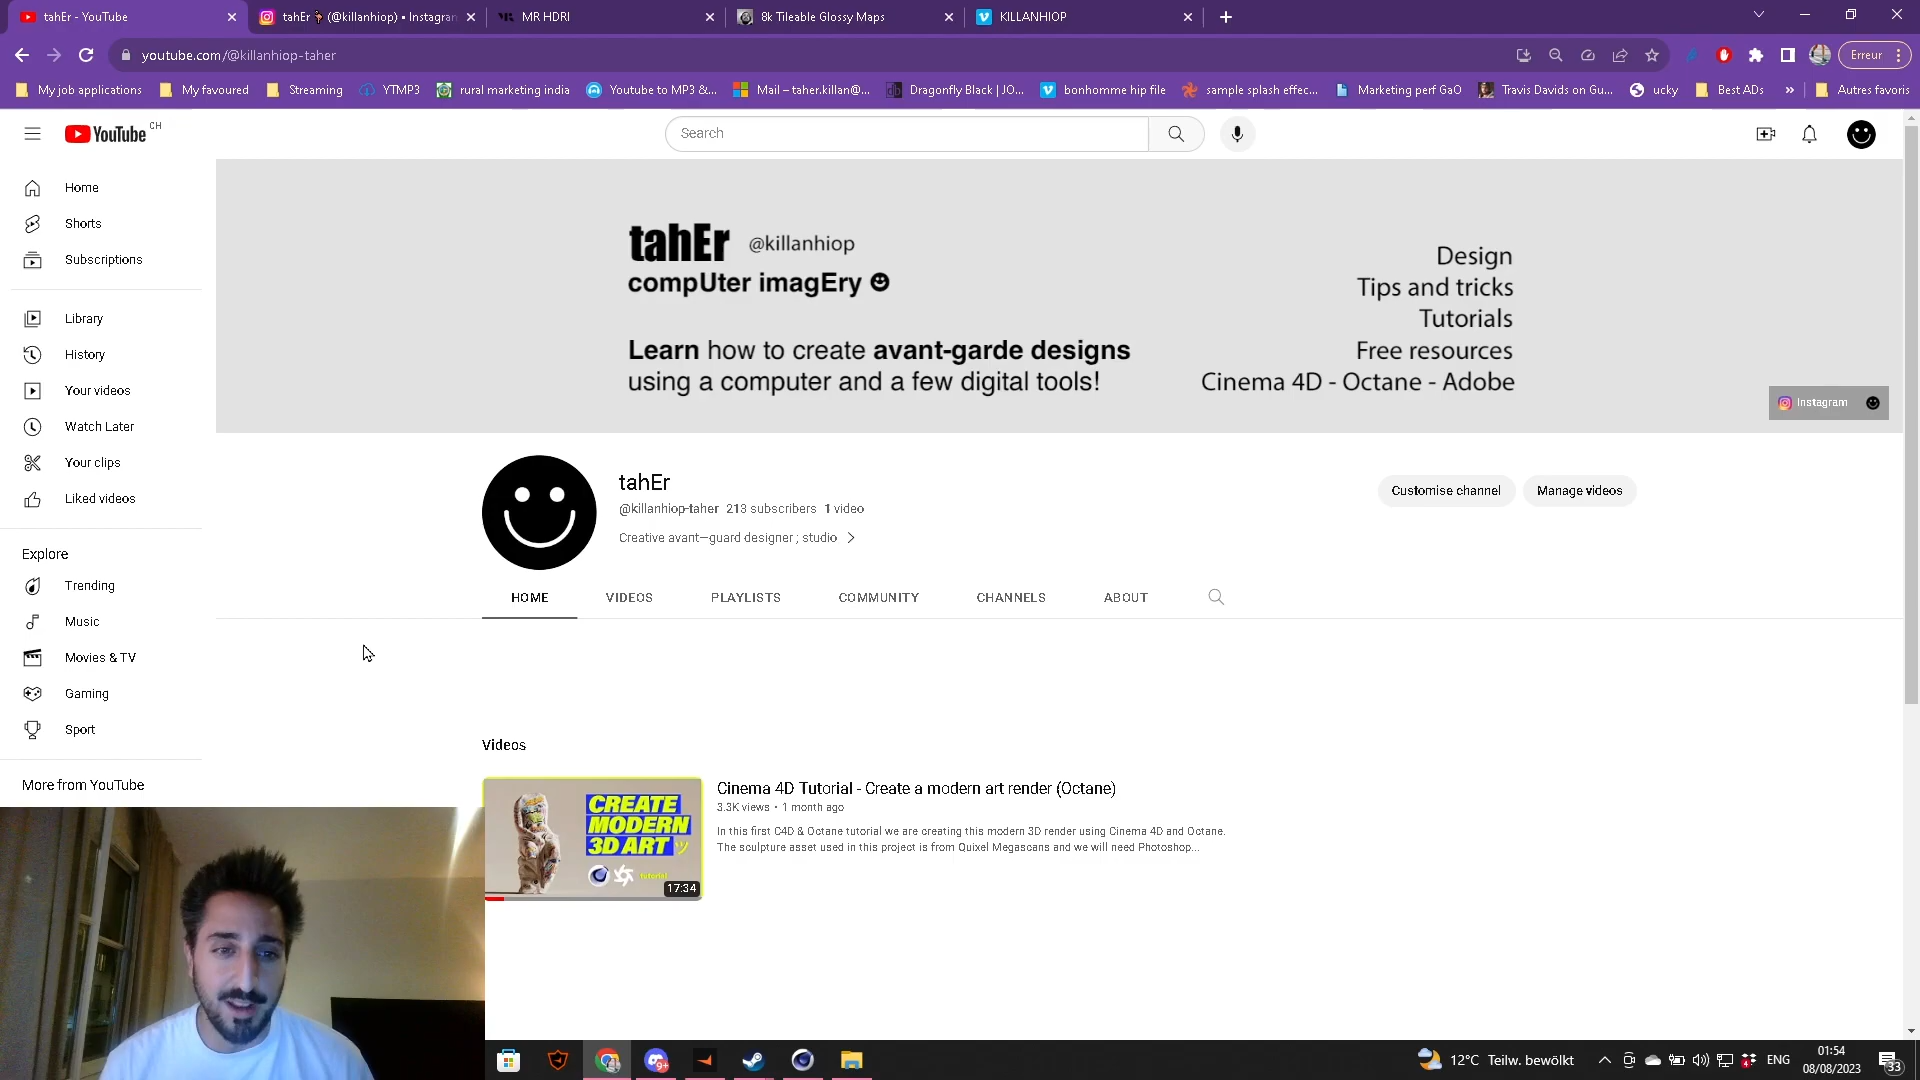 tahEr - YouTube
tahEr (@killanhiop) • Instagran
MR HDRI
8k Tileable Glossy Maps
KILLANHIOP
youtube.com/@killanhiop-taher
Erreur
My job applications
My favoured
Streaming
YTMP3
rural marketing india
Youtube to MP3 &...
Mail – taher.killan@...
Dragonfly Black | JO...
bonhomme hip file
sample splash effec...
Marketing perf GaO
Travis Davids on Gu...
ucky
Best ADs
»
Autres favoris
YouTube CH
Search
Home
Shorts
Subscriptions
Library
History
Your videos
Watch Later
Your clips
Liked videos
Explore
Trending
Music
Movies & TV
Gaming
Sport
More from YouTube
tahEr @killanhiop
compUter imagEry
Learn how to create avant-garde designs
using a computer and a few digital tools!
Design
Tips and tricks
Tutorials
Free resources
Cinema 4D - Octane - Adobe
Instagram
tahEr
@killanhiop-taher 213 subscribers 1 video
Creative avant–guard designer ; studio
Customise channel
Manage videos
HOME
VIDEOS
PLAYLISTS
COMMUNITY
CHANNELS
ABOUT
Videos
CREATE
MODERN
3D ART ツ
tutorial
17:34
Cinema 4D Tutorial - Create a modern art render (Octane)
3.3K views • 1 month ago
In this first C4D & Octane tutorial we are creating this modern 3D render using Cinema 4D and Octane.
The sculpture asset used in this project is from Quixel Megascans and we will need Photoshop...
9+
12°C Teilw. bewölkt
ENG
01:54
08/08/2023
33